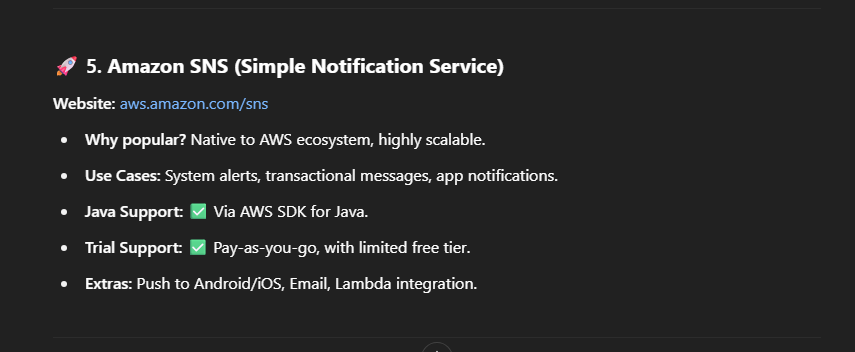 🚀 5. Amazon SNS (Simple Notification Service)
Website: aws.amazon.com/sns
• Why popular? Native to AWS ecosystem, highly scalable.
• Use Cases: System alerts, transactional messages, app notifications.
• Java Support: ✅ Via AWS SDK for Java.
• Trial Support: ✅ Pay-as-you-go, with limited free tier.
• Extras: Push to Android/iOS, Email, Lambda integration.